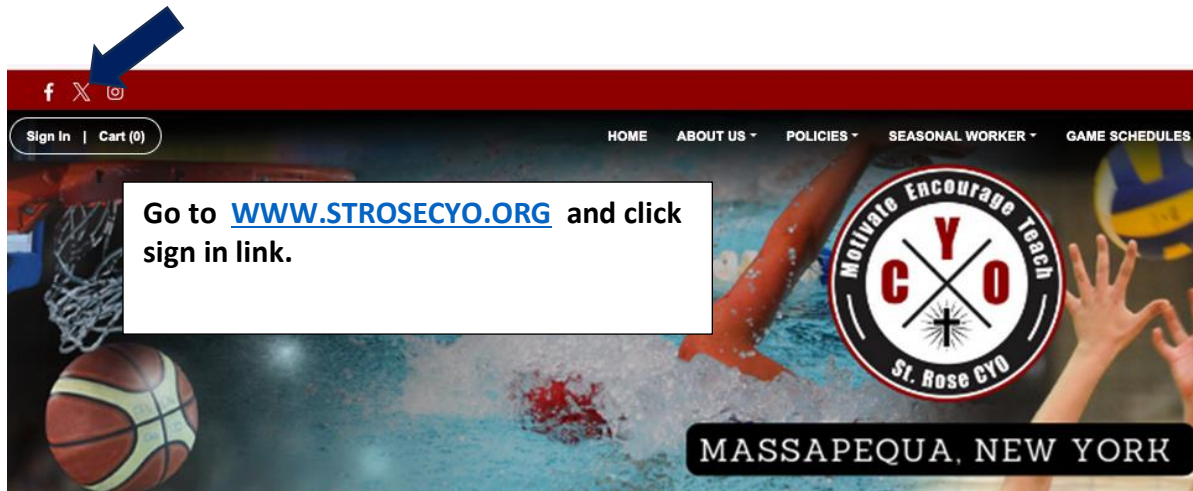 Sign In | Cart (0)
HOME ABOUT US POLICIES SEASONAL WORKER GAME SCHEDULES
Go to WWW.STROSECYO.ORG and click
sign in link.
Motivate Encourage Teach
C Y O
St. Rose CYO
MASSAPEQUA, NEW YORK